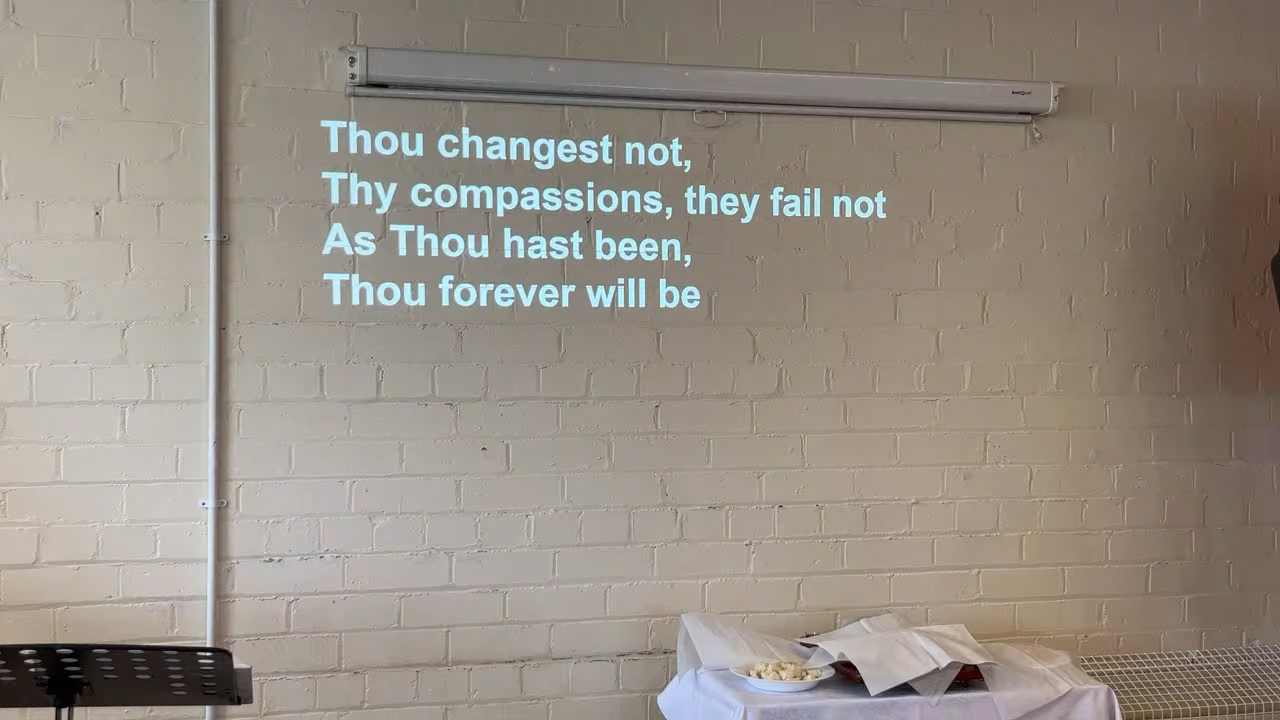 Thou changest not,
Thy compassions, they fail not
As Thou hast been,
Thou forever will be